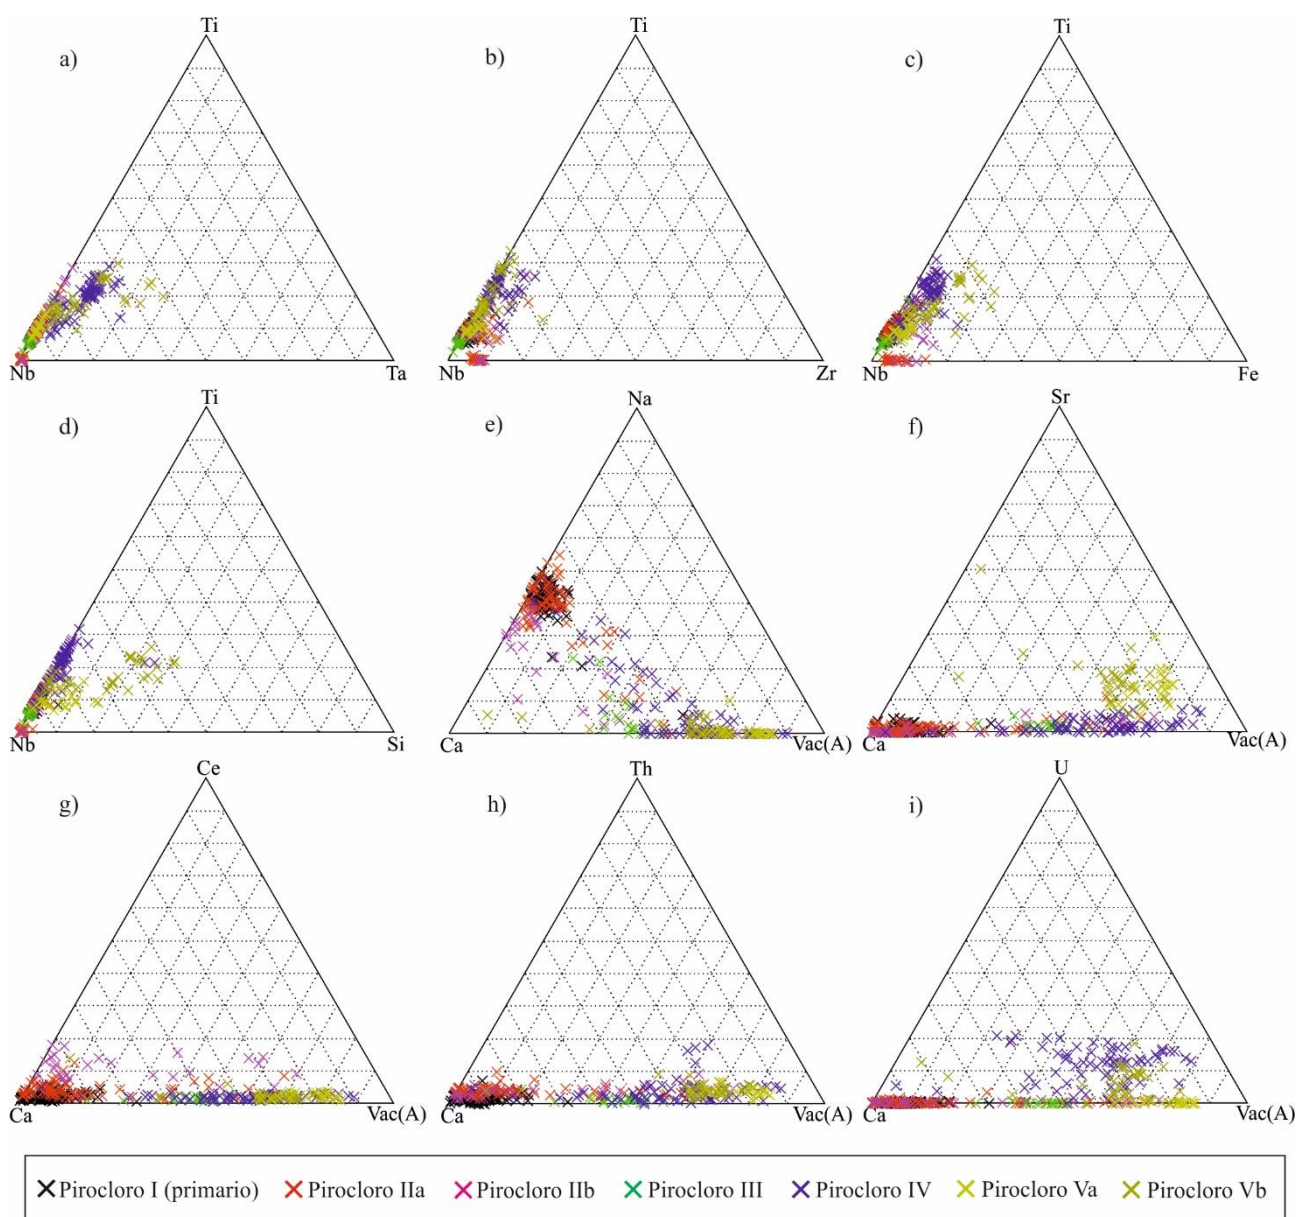 a) Ti
Nb Ta
b) Ti
Nb Zr
c) Ti
Nb Fe
d) Ti
Nb Si
e) Na
Ca Vac(A)
f) Sr
Ca Vac(A)
g) Ce
Ca Vac(A)
h) Th
Ca Vac(A)
i) U
Ca Vac(A)
Pirocloro I (primario) Pirocloro IIa Pirocloro IIb Pirocloro III Pirocloro IV Pirocloro Va Pirocloro Vb